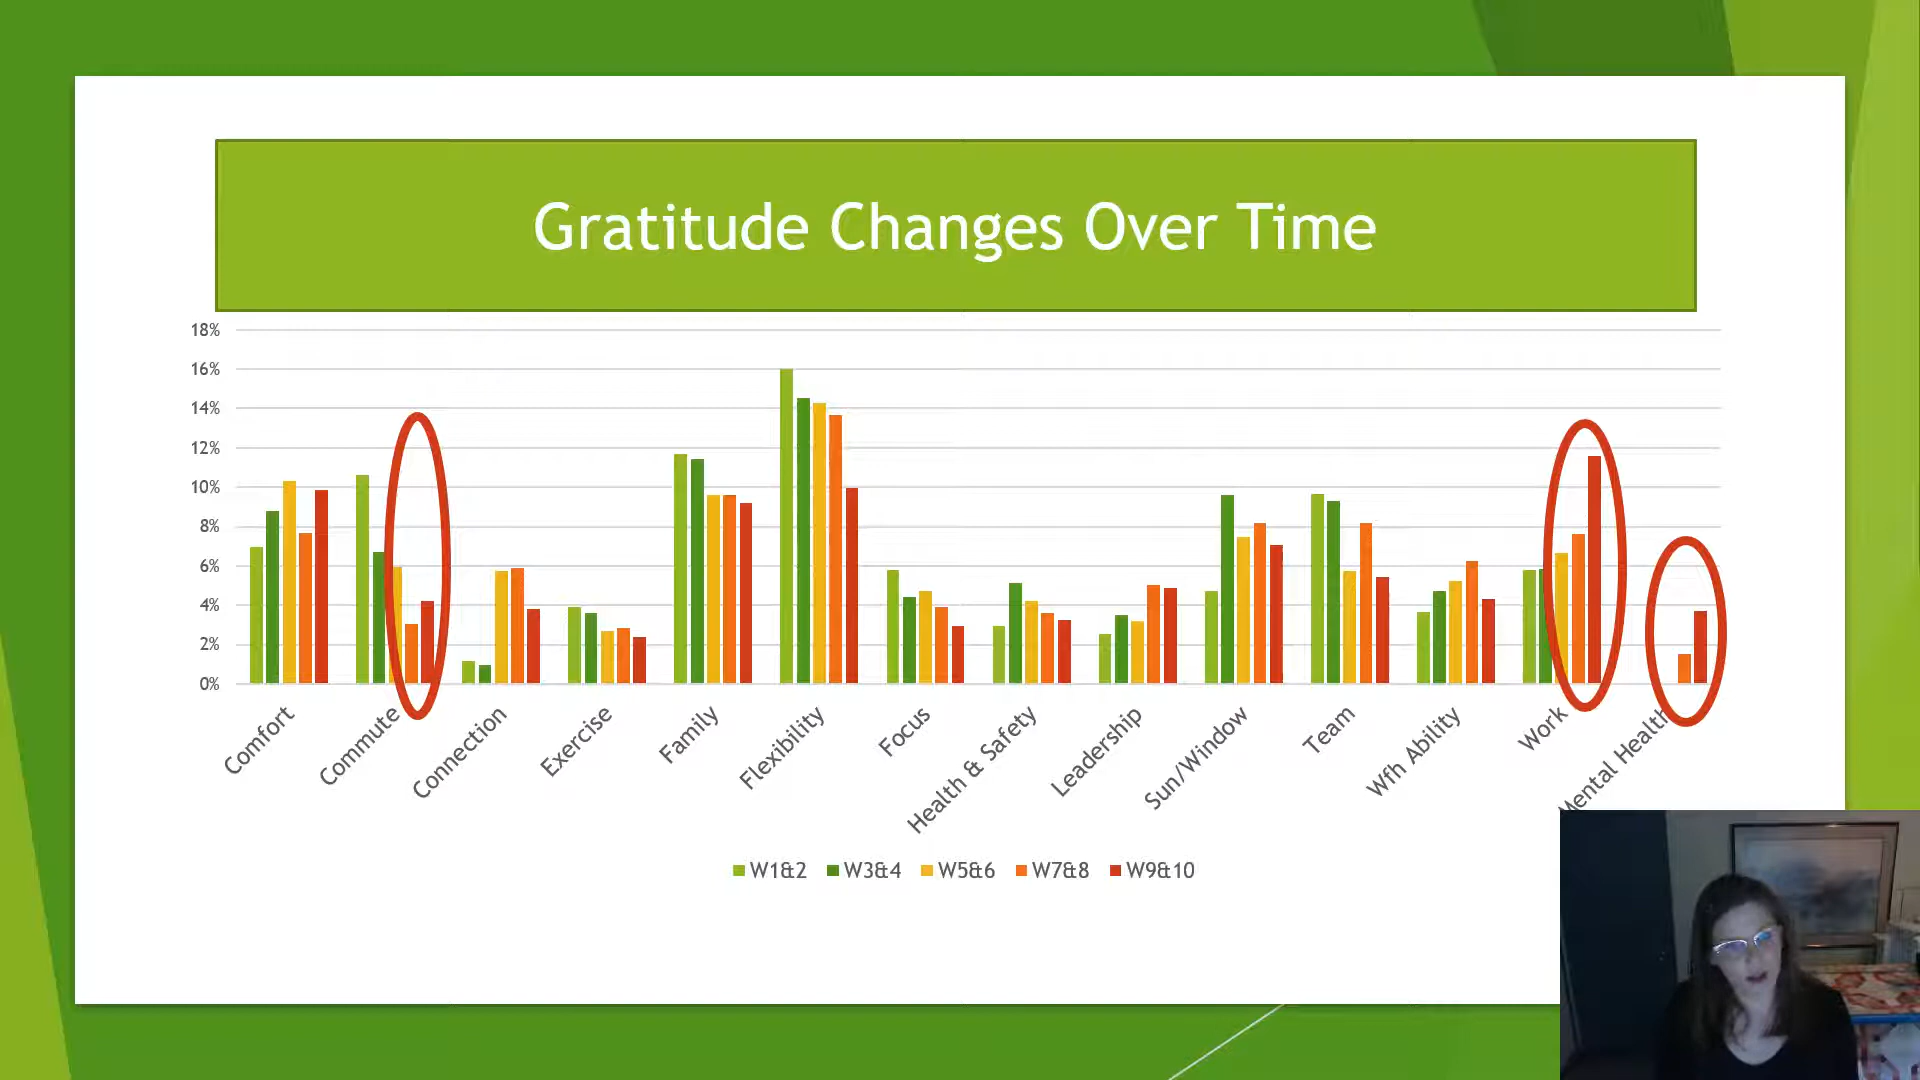 Gratitude Changes Over Time
18%
16%
14%
12%
10%
8%
6%
4%
2%
0%
Comfort
Commute
Connection
Exercise
Family
Flexibility
Focus
Health & Safety
Leadership
Sun/Window
Team
Wfh Ability
Work
Mental Health
W1&2 W3&4 W5&6 W7&8 W9&10